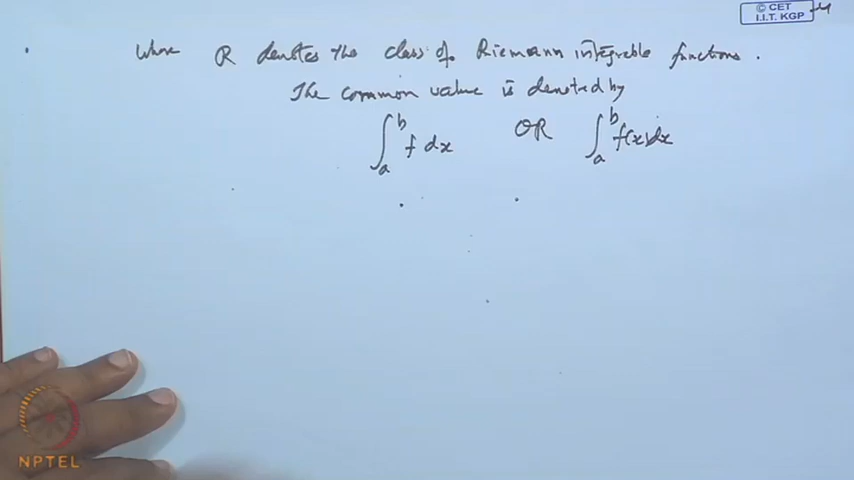 © CET
I.I.T. KGP
Where R denotes the class of Riemann integrable functions.
The common value is denoted by
∫_a^b f dx OR ∫_a^b f(x)dx
NPTEL